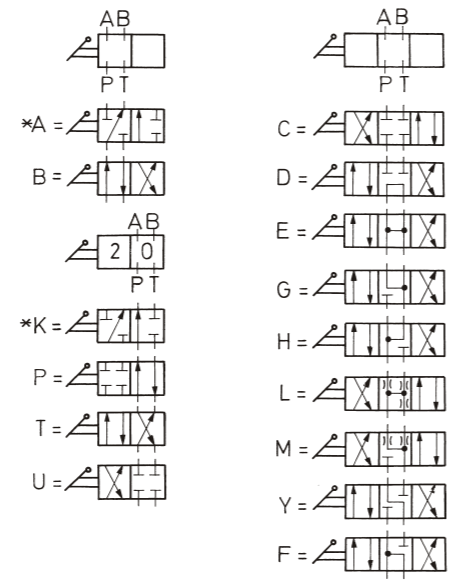 AB
PT
*A =
B =
AB
2 0
PT
*K =
P =
T =
U =
AB
PT
C =
D =
E =
G =
H =
L =
M =
Y =
F =